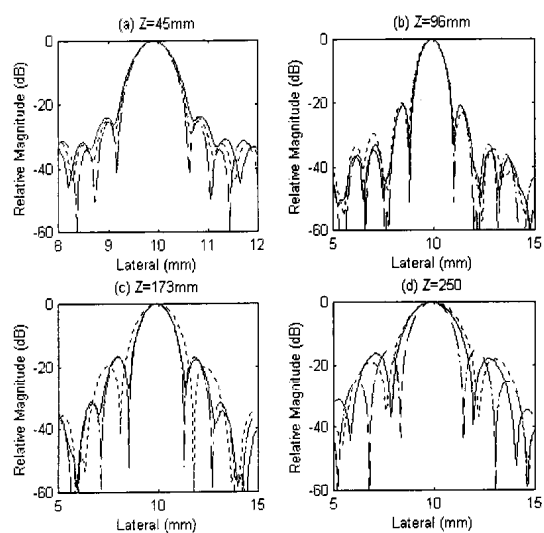 (a) Z=45mm
(b) Z=96mm
Relative Magnitude (dB)
0
-20
-40
-60
8
9
10
11
12
Lateral (mm)
Relative Magnitude (dB)
0
-20
-40
-60
5
10
15
Lateral (mm)
(c) Z=173mm
(d) Z=250
Relative Magnitude (dB)
0
-20
-40
-60
5
10
15
Lateral (mm)
Relative Magnitude (dB)
0
-20
-40
-60
5
10
15
Lateral (mm)